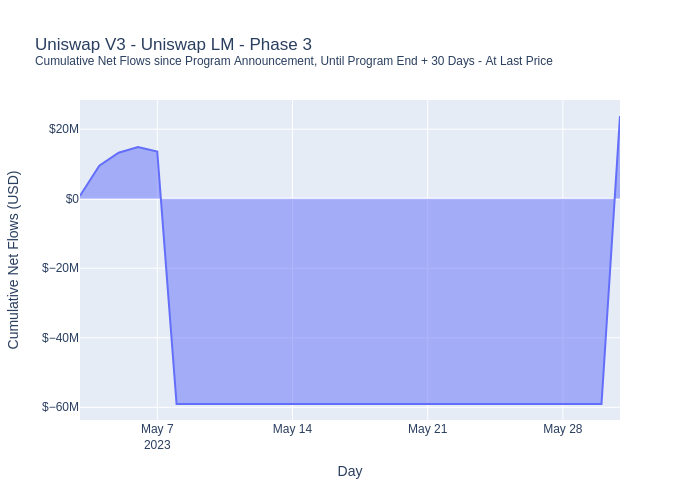 Uniswap V3 - Uniswap LM - Phase 3
Cumulative Net Flows since Program Announcement, Until Program End + 30 Days - At Last Price
Cumulative Net Flows (USD)
$20M
$0
$−20M
$−40M
$−60M
May 7
2023
May 14
May 21
May 28
Day